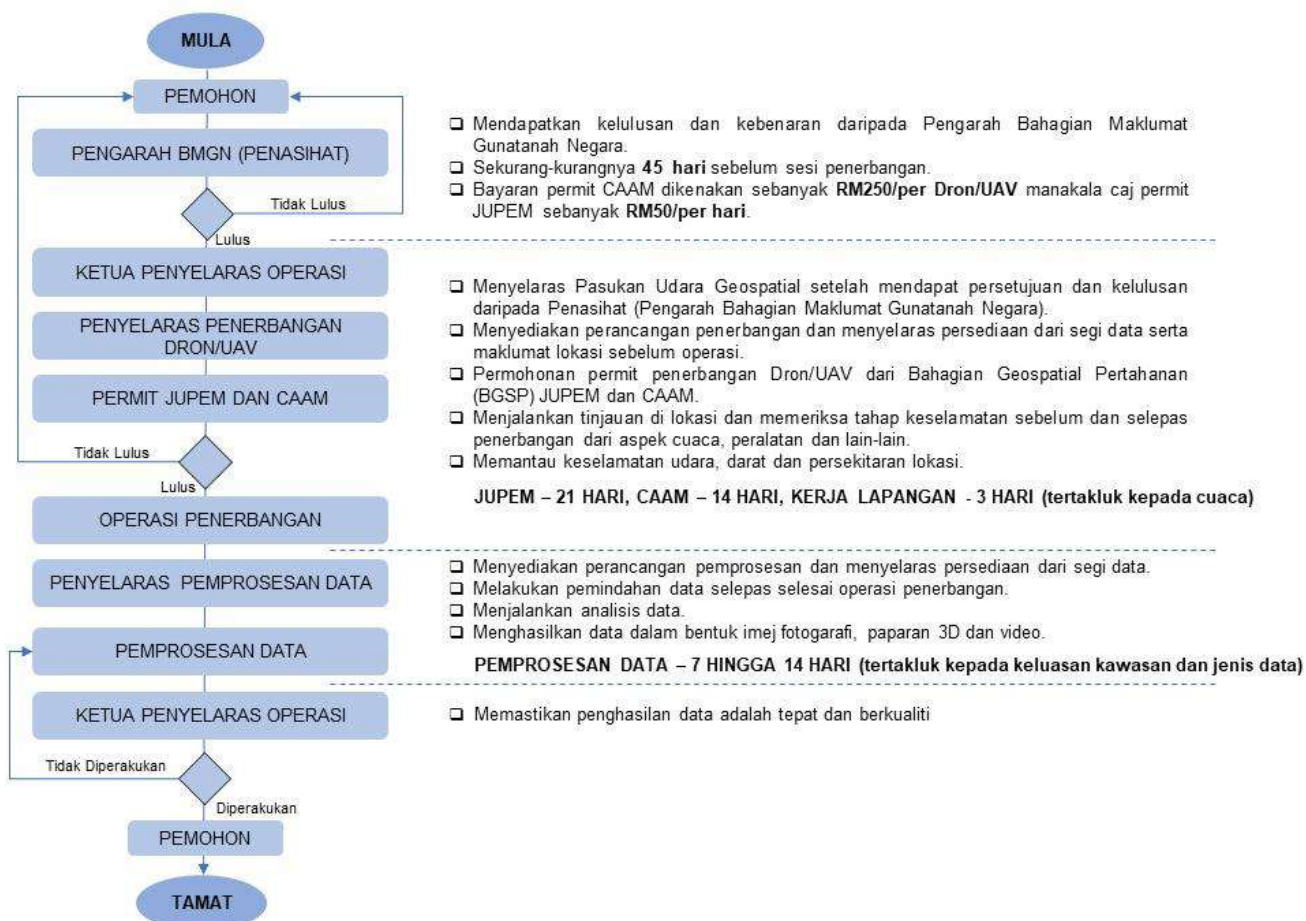 MULA
PEMOHON
PENGARAH BMGN (PENASIHAT)
Tidak Lulus
Lulus
❑ Mendapatkan kelulusan dan kebenaran daripada Pengarah Bahagian Maklumat
Gunatanah Negara.
❑ Sekurang-kurangnya 45 hari sebelum sesi penerbangan.
❑ Bayaran permit CAAM dikenakan sebanyak RM250/per Dron/UAV manakala caj permit
JUPEM sebanyak RM50/per hari.
KETUA PENYELARAS OPERASI
PENYELARAS PENERBANGAN
DRON/UAV
PERMIT JUPEM DAN CAAM
Tidak Lulus
Lulus
OPERASI PENERBANGAN
❑ Menyelaras Pasukan Udara Geospatial setelah mendapat persetujuan dan kelulusan
daripada Penasihat (Pengarah Bahagian Maklumat Gunatanah Negara).
❑ Menyediakan perancangan penerbangan dan menyelaras persediaan dari segi data serta
maklumat lokasi sebelum operasi.
❑ Permohonan permit penerbangan Dron/UAV dari Bahagian Geospatial Pertahanan
(BGSP) JUPEM dan CAAM.
❑ Menjalankan tinjauan di lokasi dan memeriksa tahap keselamatan sebelum dan selepas
penerbangan dari aspek cuaca, peralatan dan lain-lain.
❑ Memantau keselamatan udara, darat dan persekitaran lokasi.
JUPEM – 21 HARI, CAAM – 14 HARI, KERJA LAPANGAN - 3 HARI (tertakluk kepada cuaca)
PENYELARAS PEMPROSESAN DATA
PEMPROSESAN DATA
❑ Menyediakan perancangan pemprosesan dan menyelaras persediaan dari segi data.
❑ Melakukan pemindahan data selepas selesai operasi penerbangan.
❑ Menjalankan analisis data.
❑ Menghasilkan data dalam bentuk imej fotografi, paparan 3D dan video.
PEMPROSESAN DATA – 7 HINGGA 14 HARI (tertakluk kepada keluasan kawasan dan jenis data)
KETUA PENYELARAS OPERASI
❑ Memastikan penghasilan data adalah tepat dan berkualiti
Tidak Diperakukan
Diperakukan
PEMOHON
TAMAT